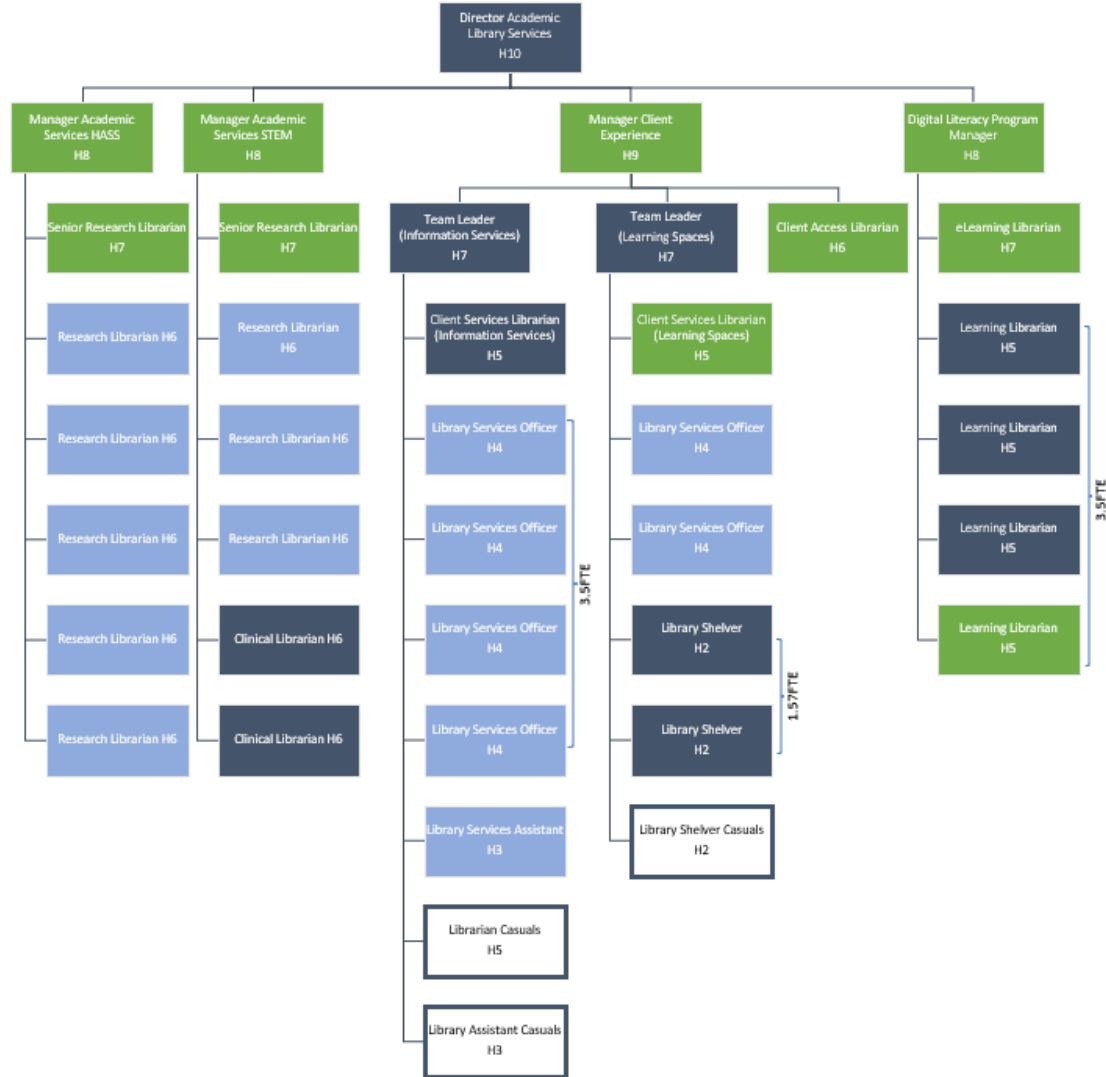 Director Academic
Library Services
H10
Manager Academic
Services HASS
H8
Manager Academic
Services STEM
H8
Manager Client
Experience
H9
Digital Literacy Program
Manager
H8
Senior Research Librarian
H7
Research Librarian H6
Research Librarian H6
Research Librarian H6
Research Librarian H6
Research Librarian H6
Senior Research Librarian
H7
Research Librarian
H6
Research Librarian H6
Research Librarian H6
Clinical Librarian H6
Clinical Librarian H6
Team Leader
(Information Services)
H7
Client Services Librarian
(Information Services)
H5
Library Services Officer
H4
Library Services Officer
H4
Library Services Officer
H4
Library Services Officer
H4
3.5FTE
Library Services Assistant
H3
Librarian Casuals
H5
Library Assistant Casuals
H3
Team Leader
(Learning Spaces)
H7
Client Services Librarian
(Learning Spaces)
H5
Library Services Officer
H4
Library Services Officer
H4
Library Shelver
H2
Library Shelver
H2
1.57FTE
Library Shelver Casuals
H2
Client Access Librarian
H6
eLearning Librarian
H7
Learning Librarian
H5
Learning Librarian
H5
Learning Librarian
H5
Learning Librarian
H5
3.5FTE